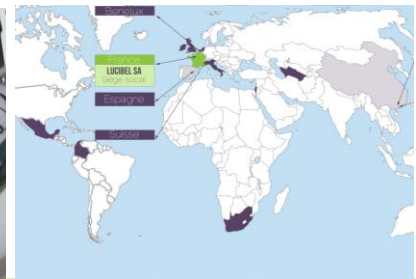 Benelux
France
LUCIBEL SA
Siège social
Espagne
Suisse